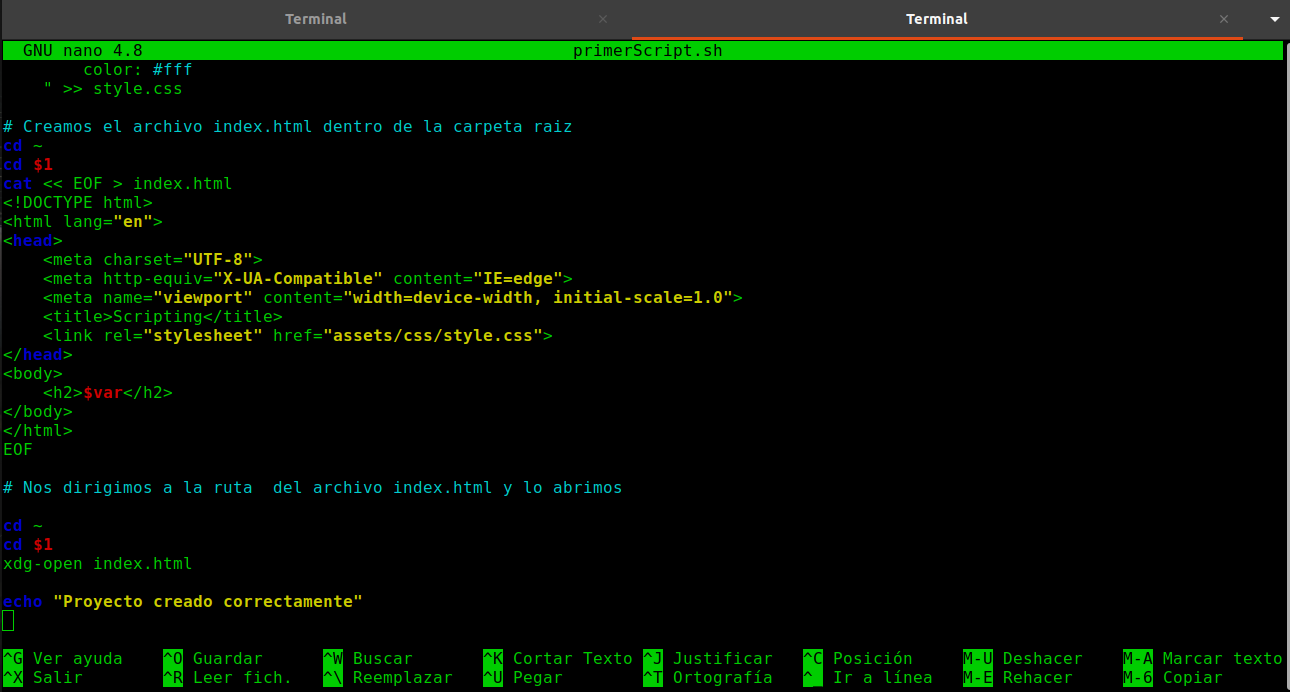 Terminal × Terminal ×
GNU nano 4.8 primerScript.sh
        color: #fff
    " >> style.css

# Creamos el archivo index.html dentro de la carpeta raiz
cd ~
cd $1
cat << EOF > index.html
<!DOCTYPE html>
<html lang="en">
<head>
    <meta charset="UTF-8">
    <meta http-equiv="X-UA-Compatible" content="IE=edge">
    <meta name="viewport" content="width=device-width, initial-scale=1.0">
    <title>Scripting</title>
    <link rel="stylesheet" href="assets/css/style.css">
</head>
<body>
    <h2>$var</h2>
</body>
</html>
EOF

# Nos dirigimos a la ruta  del archivo index.html y lo abrimos

cd ~
cd $1
xdg-open index.html

echo "Proyecto creado correctamente"

^G Ver ayuda ^O Guardar ^W Buscar ^K Cortar Texto ^J Justificar ^C Posición M-U Deshacer M-A Marcar texto
^X Salir ^R Leer fich. ^\ Reemplazar ^U Pegar ^T Ortografía ^_ Ir a línea M-E Rehacer M-6 Copiar